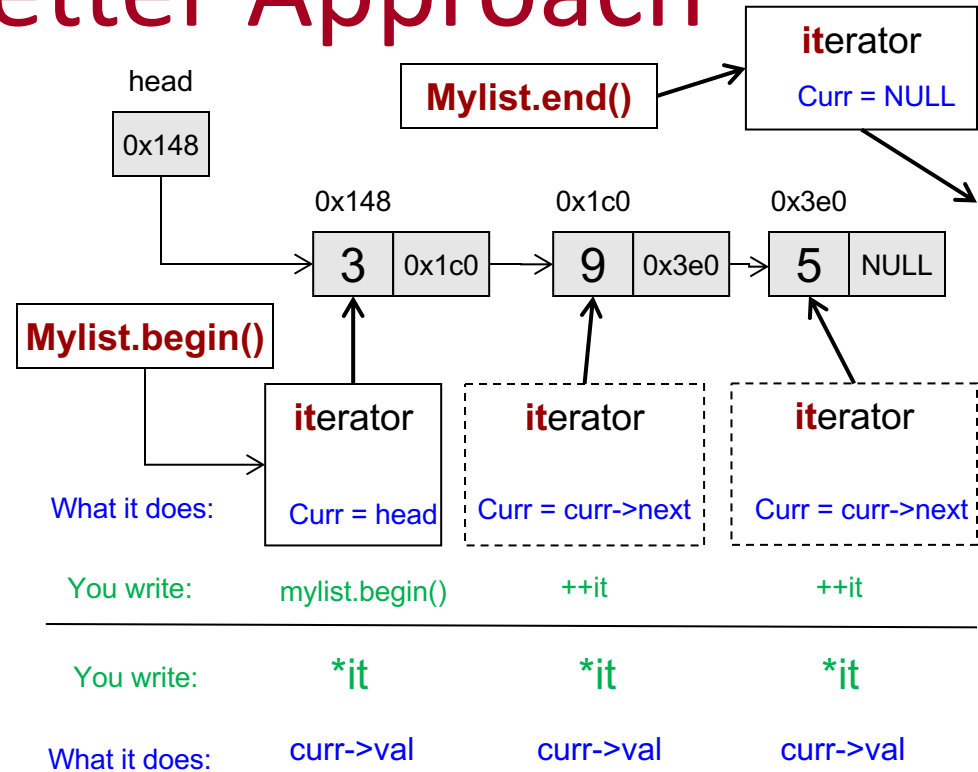 etter Approach
iterator
Curr = NULL
Mylist.end()
head
0x148
0x148
0x1c0
0x3e0
3
0x1c0
9
0x3e0
5
NULL
Mylist.begin()
iterator
iterator
iterator
What it does:
Curr = head
Curr = curr->next
Curr = curr->next
You write:
mylist.begin()
++it
++it
You write:
*it
*it
*it
What it does:
curr->val
curr->val
curr->val